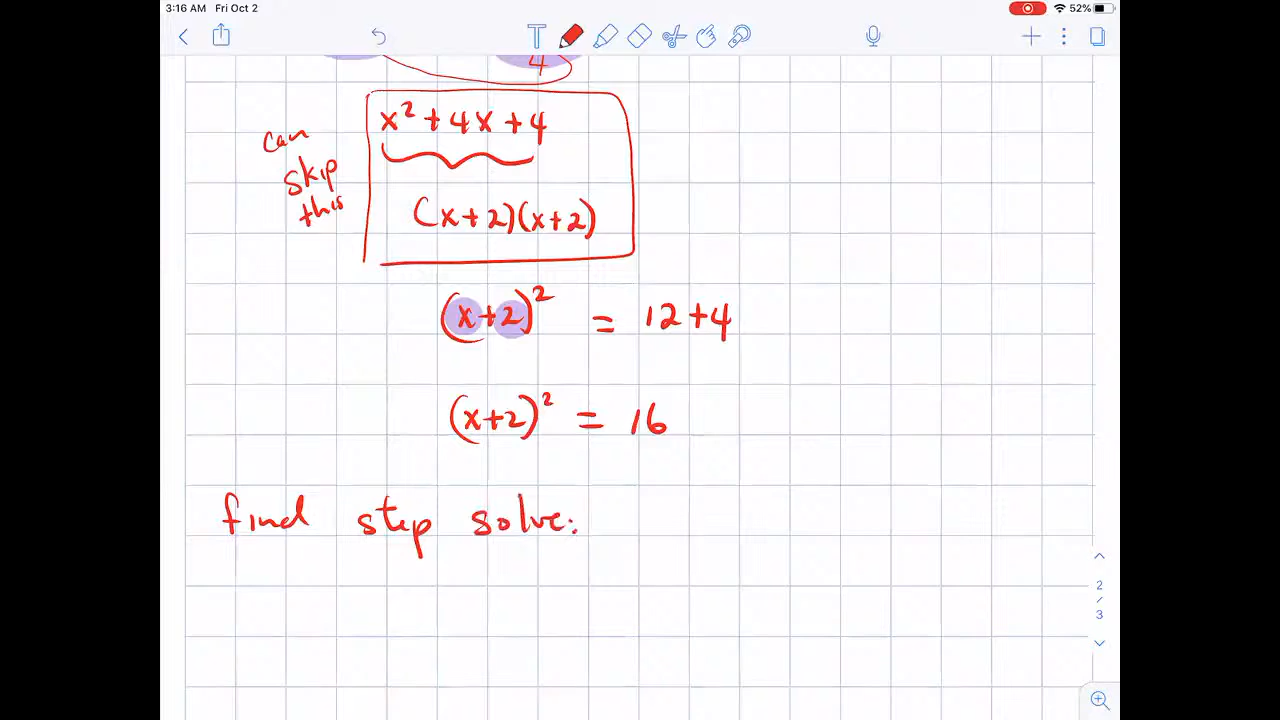 3:16 AM Fri Oct 2
52%
T
4
x² + 4x + 4
can
skip
this
(x+2)(x+2)
(x+2)² = 12+4
(x+2)² = 16
find step solve:
2
/
3